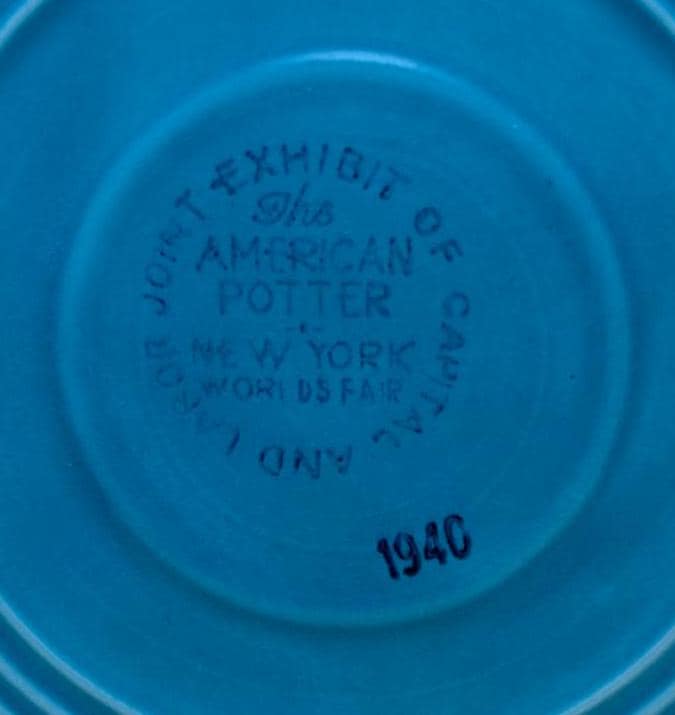 JOINT EXHIBIT OF CAPITAL AND LABOR
The
AMERICAN
POTTER
NEW YORK
WORLDS FAIR
1940